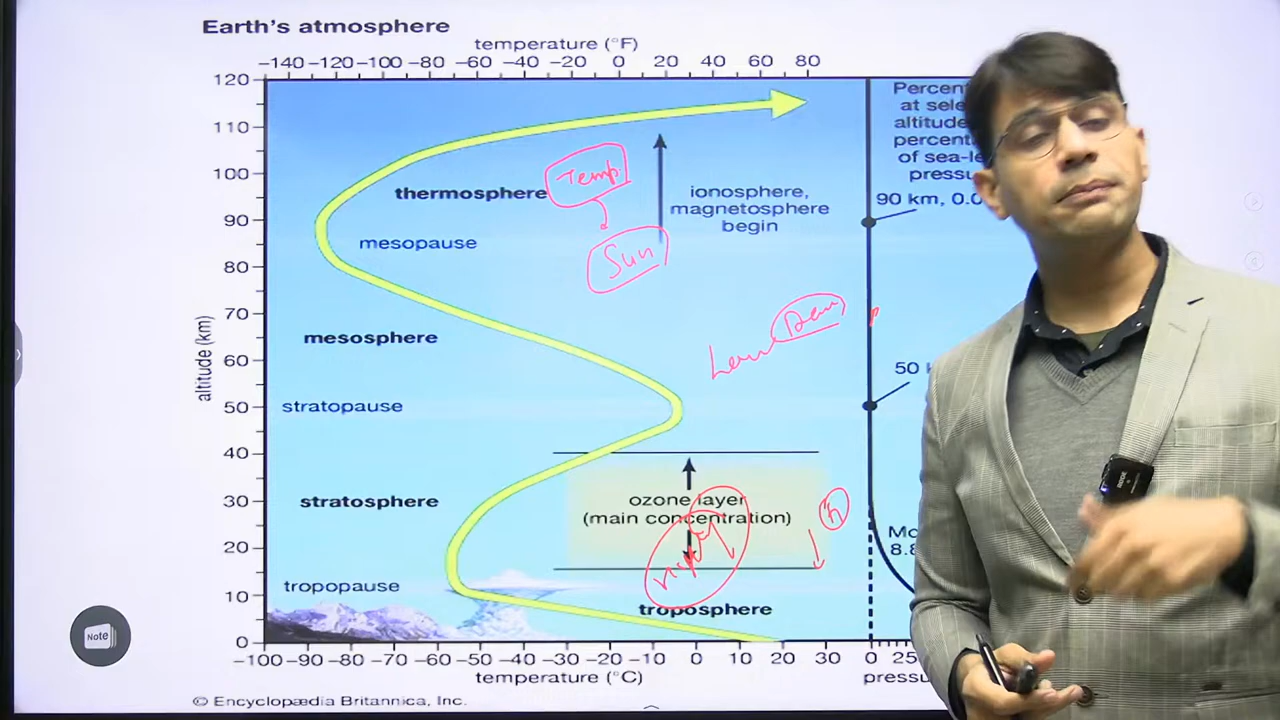 Earth's atmosphere
temperature (°F)
−140 −120 −100 −80 −60 −40 −20 0 20 40 60 80
120
110
100
90
80
70
60
50
40
30
20
10
0
altitude (km)
thermosphere
mesopause
mesosphere
stratopause
stratosphere
tropopause
troposphere
Temp
Sun
ionosphere,
magnetosphere
begin
Low
ozone layer
(main concentration)
Percen
at sele
altitude
percent
of sea-le
pressu
90 km, 0.0
50
Mo
8.8
−100 −90 −80 −70 −60 −50 −40 −30 −20 −10 0 10 20 30
temperature (°C)
0 25
pressu
© Encyclopædia Britannica, Inc.
Note